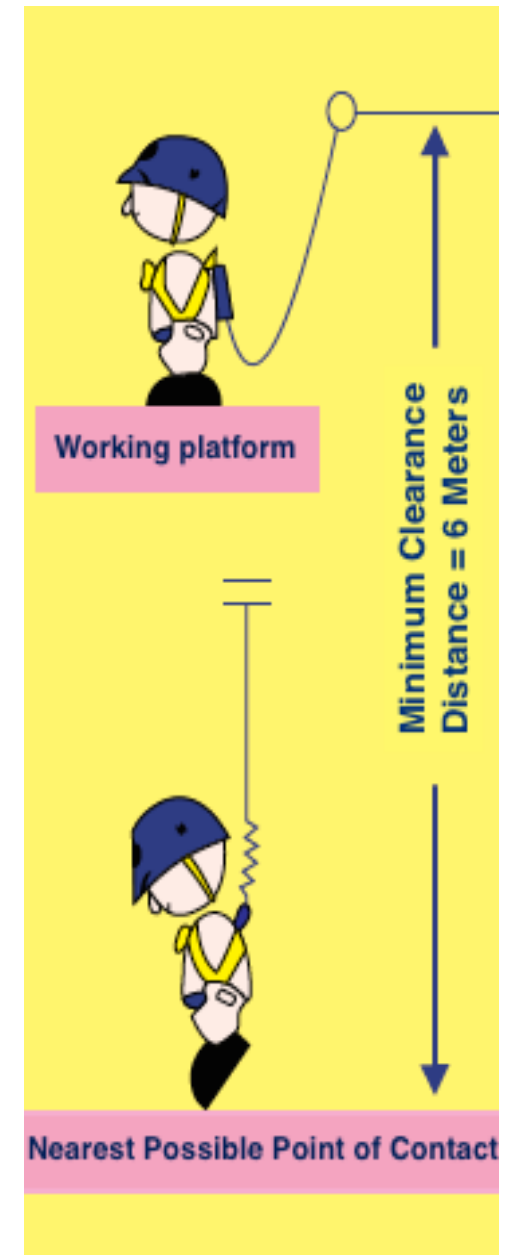 Working platform
Minimum Clearance
Distance = 6 Meters
Nearest Possible Point of Contact